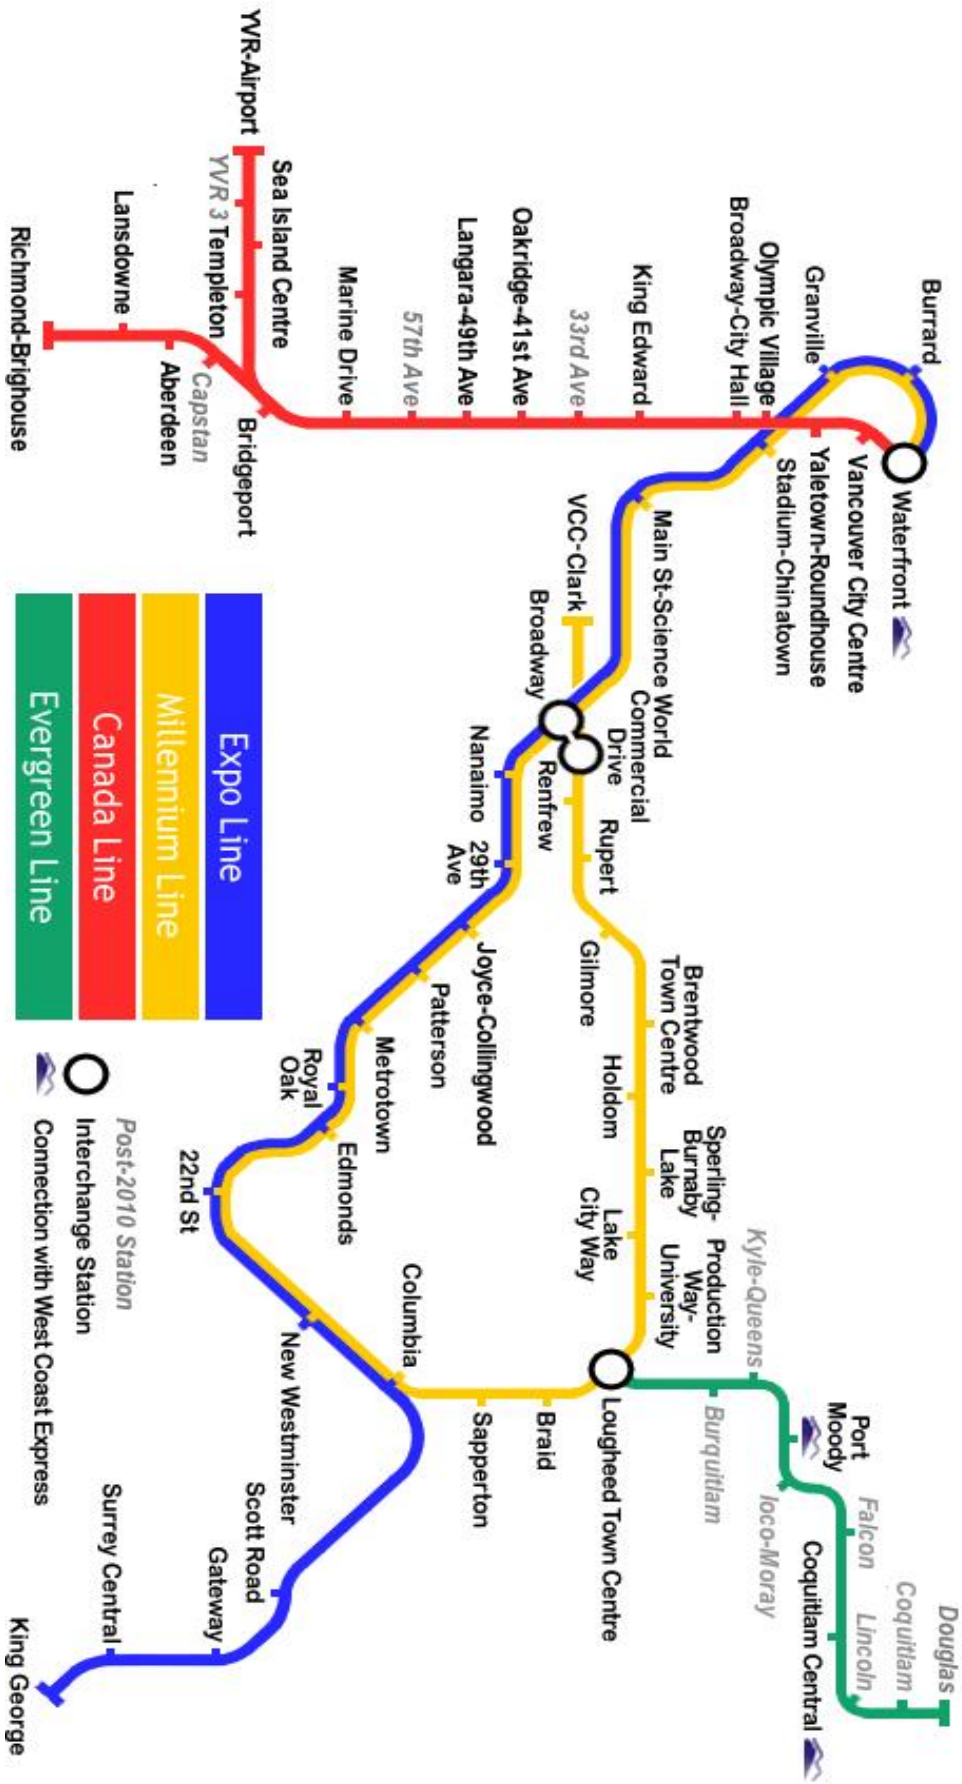 Burrard
Granville
Waterfront
Vancouver City Centre
Yaletown-Roundhouse
Stadium-Chinatown
Olympic Village
Broadway-City Hall
Main St-Science World
King Edward
33rd Ave
Oakridge-41st Ave
Langara-49th Ave
57th Ave
Marine Drive
Bridgeport
Sea Island Centre
YVR-Airport
YVR 3
Templeton
Capstan
Aberdeen
Lansdowne
Richmond-Brighouse
VCC-Clark
Broadway
Commercial
Drive
Renfrew
Rupert
Gilmore
Brentwood
Town Centre
Holdom
Sperling-
Burnaby
Lake
Lake
City Way
Production
Way-
University
Lougheed Town Centre
Braid
Sapperton
Columbia
Nanaimo
29th
Ave
Joyce-Collingwood
Patterson
Metrotown
Royal
Oak
Edmonds
22nd St
New Westminster
Scott Road
Gateway
Surrey Central
King George
Burquitlam
Kyle-Queens
Port
Moody
Ioco-Moray
Falcon
Coquitlam Central
Lincoln
Coquitlam
Douglas
Expo Line
Millennium Line
Canada Line
Evergreen Line
Post-2010 Station
Interchange Station
Connection with West Coast Express